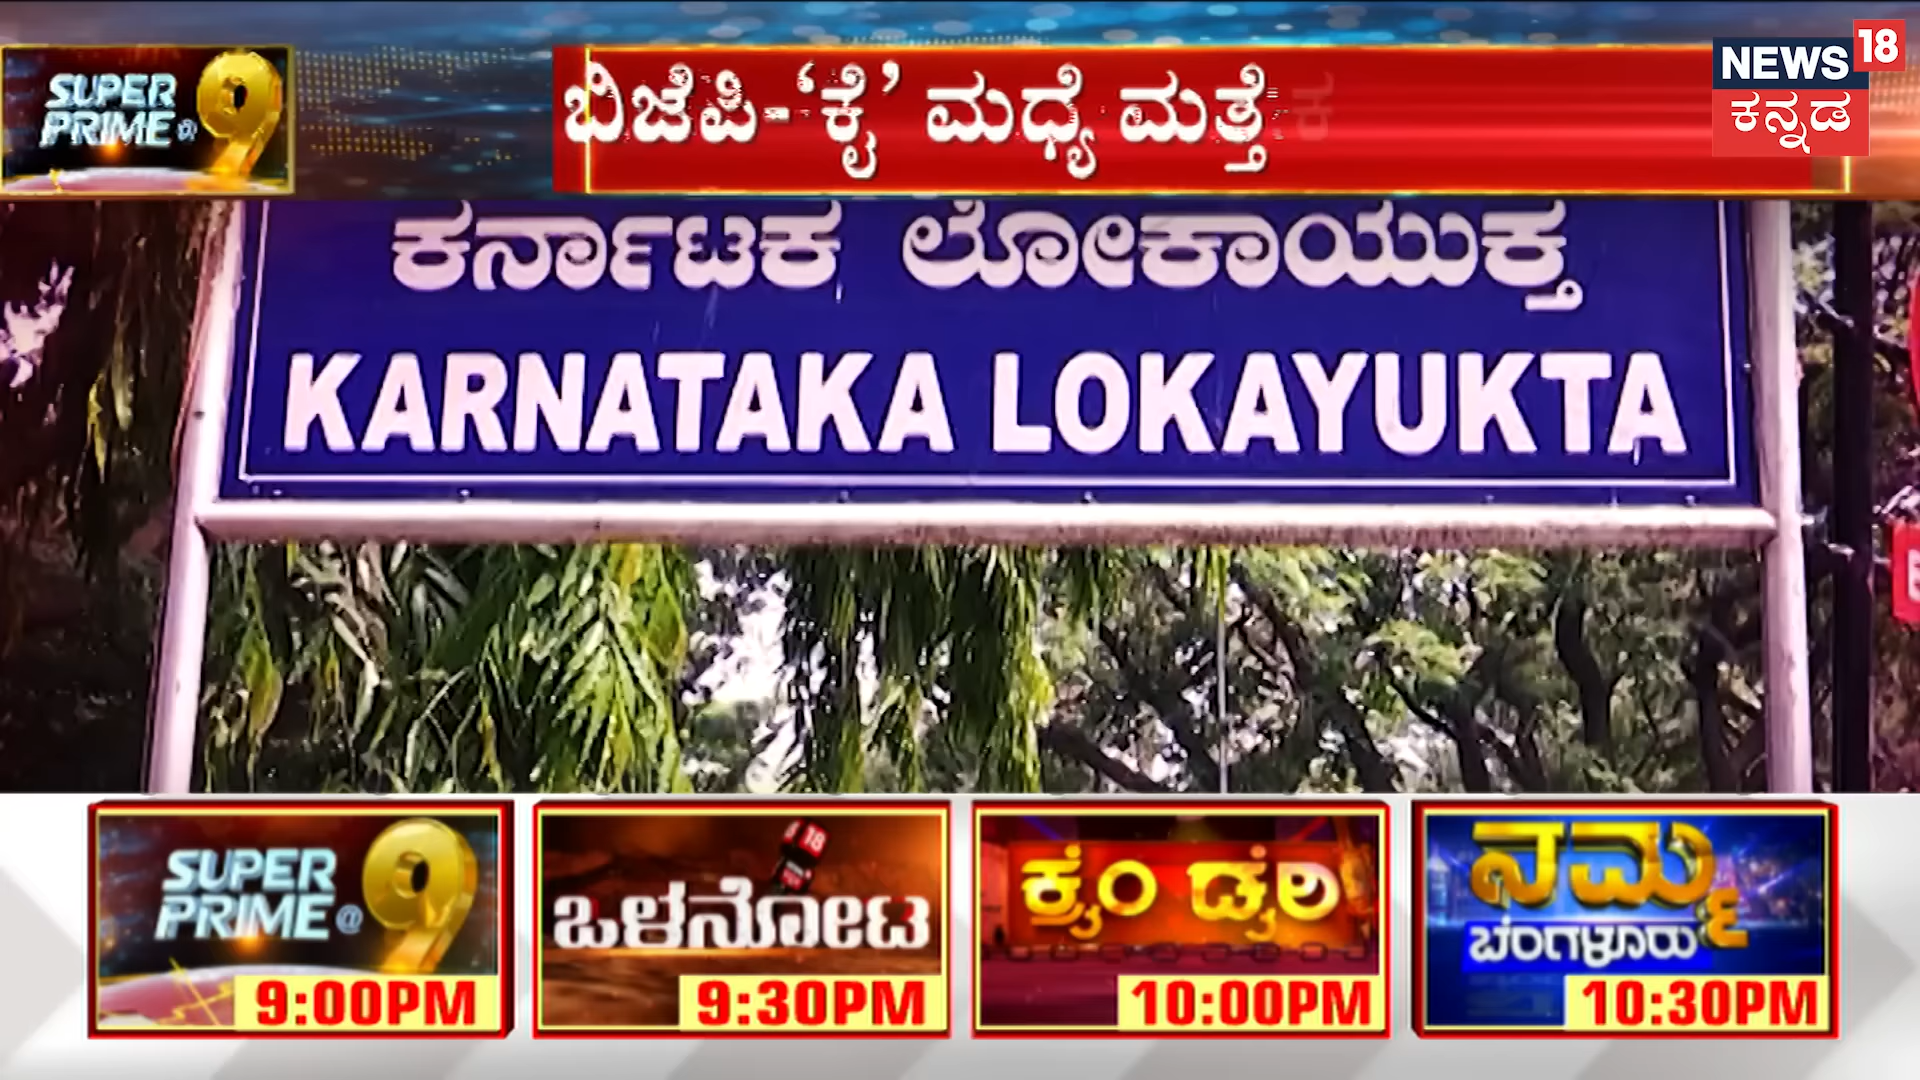 SUPER
PRIME@9
ಬಿಜೆಪಿ-‘ಕೈ’ ಮಧ್ಯೆ ಮತ್ತೆ
NEWS 18
ಕನ್ನಡ
ಕರ್ನಾಟಕ ಲೋಕಾಯುಕ್ತ
KARNATAKA LOKAYUKTA
SUPER
PRIME@9
9:00PM
18
ಒಳನೋಟ
9:30PM
ಕ್ರೈಂ ಡೈರಿ
10:00PM
ನಮ್ಮ
ಬೆಂಗಳೂರು
10:30PM